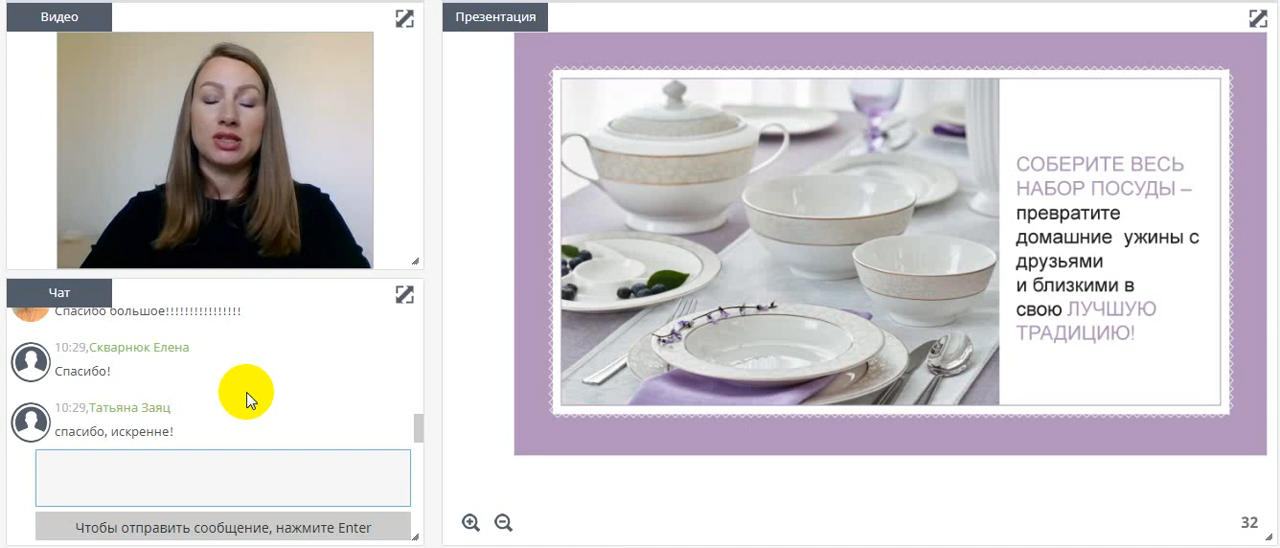 Видео
Чат
Спасибо большое!!!!!!!!!!!!!!!!
10:29,Скварнюк Елена
Спасибо!
10:29,Татьяна Заяц
спасибо, искренне!
Чтобы отправить сообщение, нажмите Enter
Презентация
СОБЕРИТЕ ВЕСЬ
НАБОР ПОСУДЫ –
превратите
домашние ужины с
друзьями
и близкими в
свою ЛУЧШУЮ
ТРАДИЦИЮ!
32